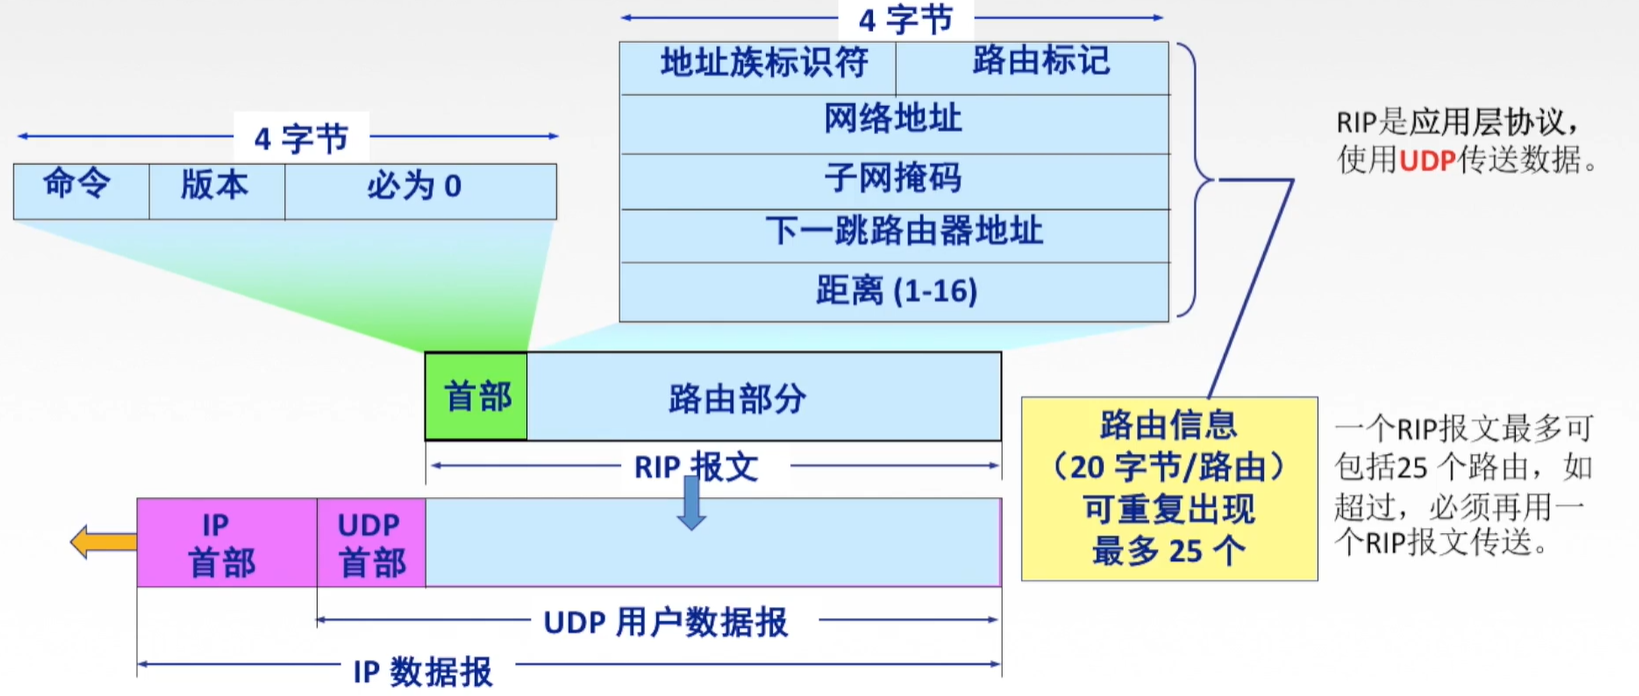 4 字节
地址族标识符 路由标记
网络地址
子网掩码
下一跳路由器地址
距离 (1-16)
4 字节
命令 版本 必为 0
RIP是应用层协议，
使用UDP传送数据。
首部 路由部分
RIP 报文
路由信息
（20 字节/路由）
可重复出现
最多 25 个
一个RIP报文最多可
包括25 个路由，如
超过，必须再用一
个RIP报文传送。
IP
首部
UDP
首部
UDP 用户数据报
IP 数据报